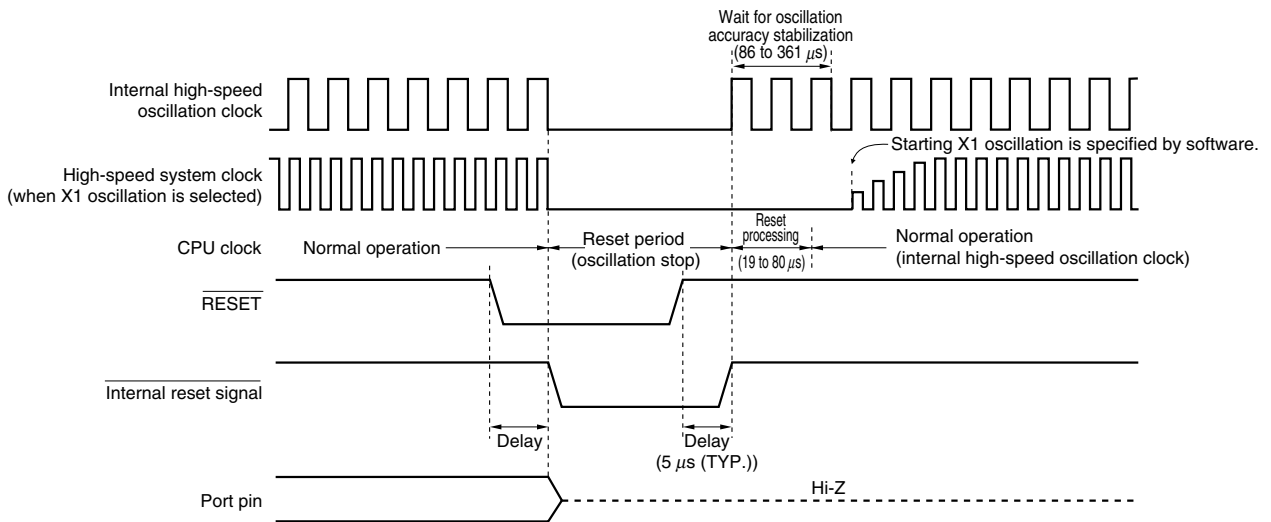 Wait for oscillation
accuracy stabilization
(86 to 361 μs)
Internal high-speed
oscillation clock
Starting X1 oscillation is specified by software.
High-speed system clock
(when X1 oscillation is selected)
CPU clock
Normal operation
Reset period
(oscillation stop)
Reset
processing
(19 to 80 μs)
Normal operation
(internal high-speed oscillation clock)
RESET
Internal reset signal
Delay
Delay
(5 μs (TYP.))
Port pin
Hi-Z